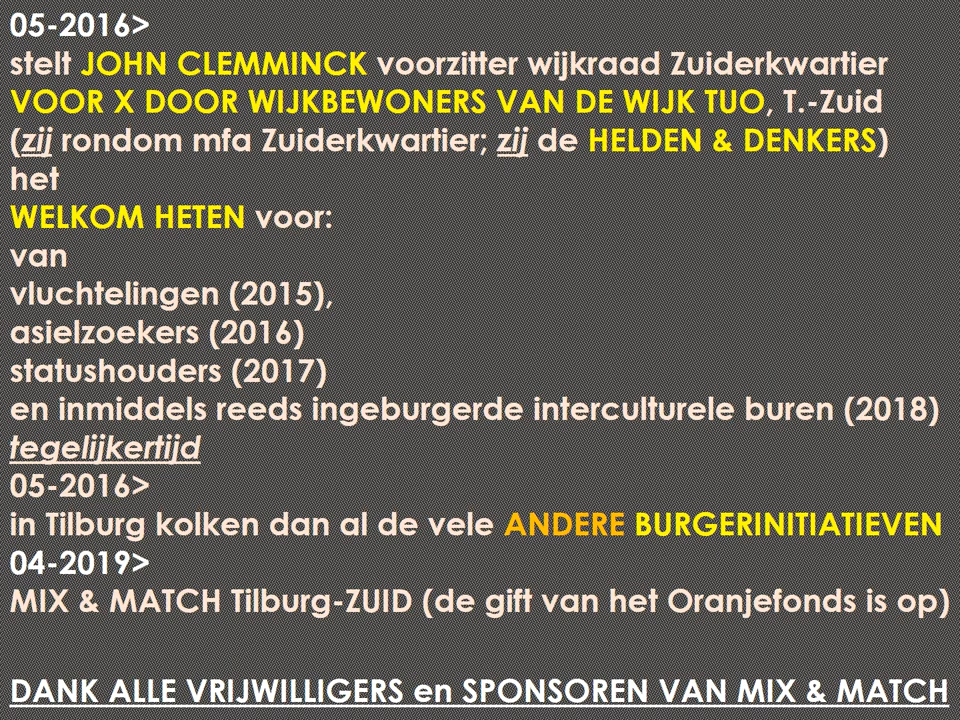 05-2016>
stelt JOHN CLEMMINCK voorzitter wijkraad Zuiderkwartier
VOOR X DOOR WIJKBEWONERS VAN DE WIJK TUO, T.-Zuid
(zij rondom mfa Zuiderkwartier; zij de HELDEN & DENKERS)
het
WELKOM HETEN voor:
van
vluchtelingen (2015),
asielzoekers (2016)
statushouders (2017)
en inmiddels reeds ingeburgerde interculturele buren (2018)
tegelijkertijd
05-2016>
in Tilburg kolken dan al de vele ANDERE BURGERINITIATIEVEN
04-2019>
MIX & MATCH Tilburg-ZUID (de gift van het Oranjefonds is op)
DANK ALLE VRIJWILLIGERS en SPONSOREN VAN MIX & MATCH